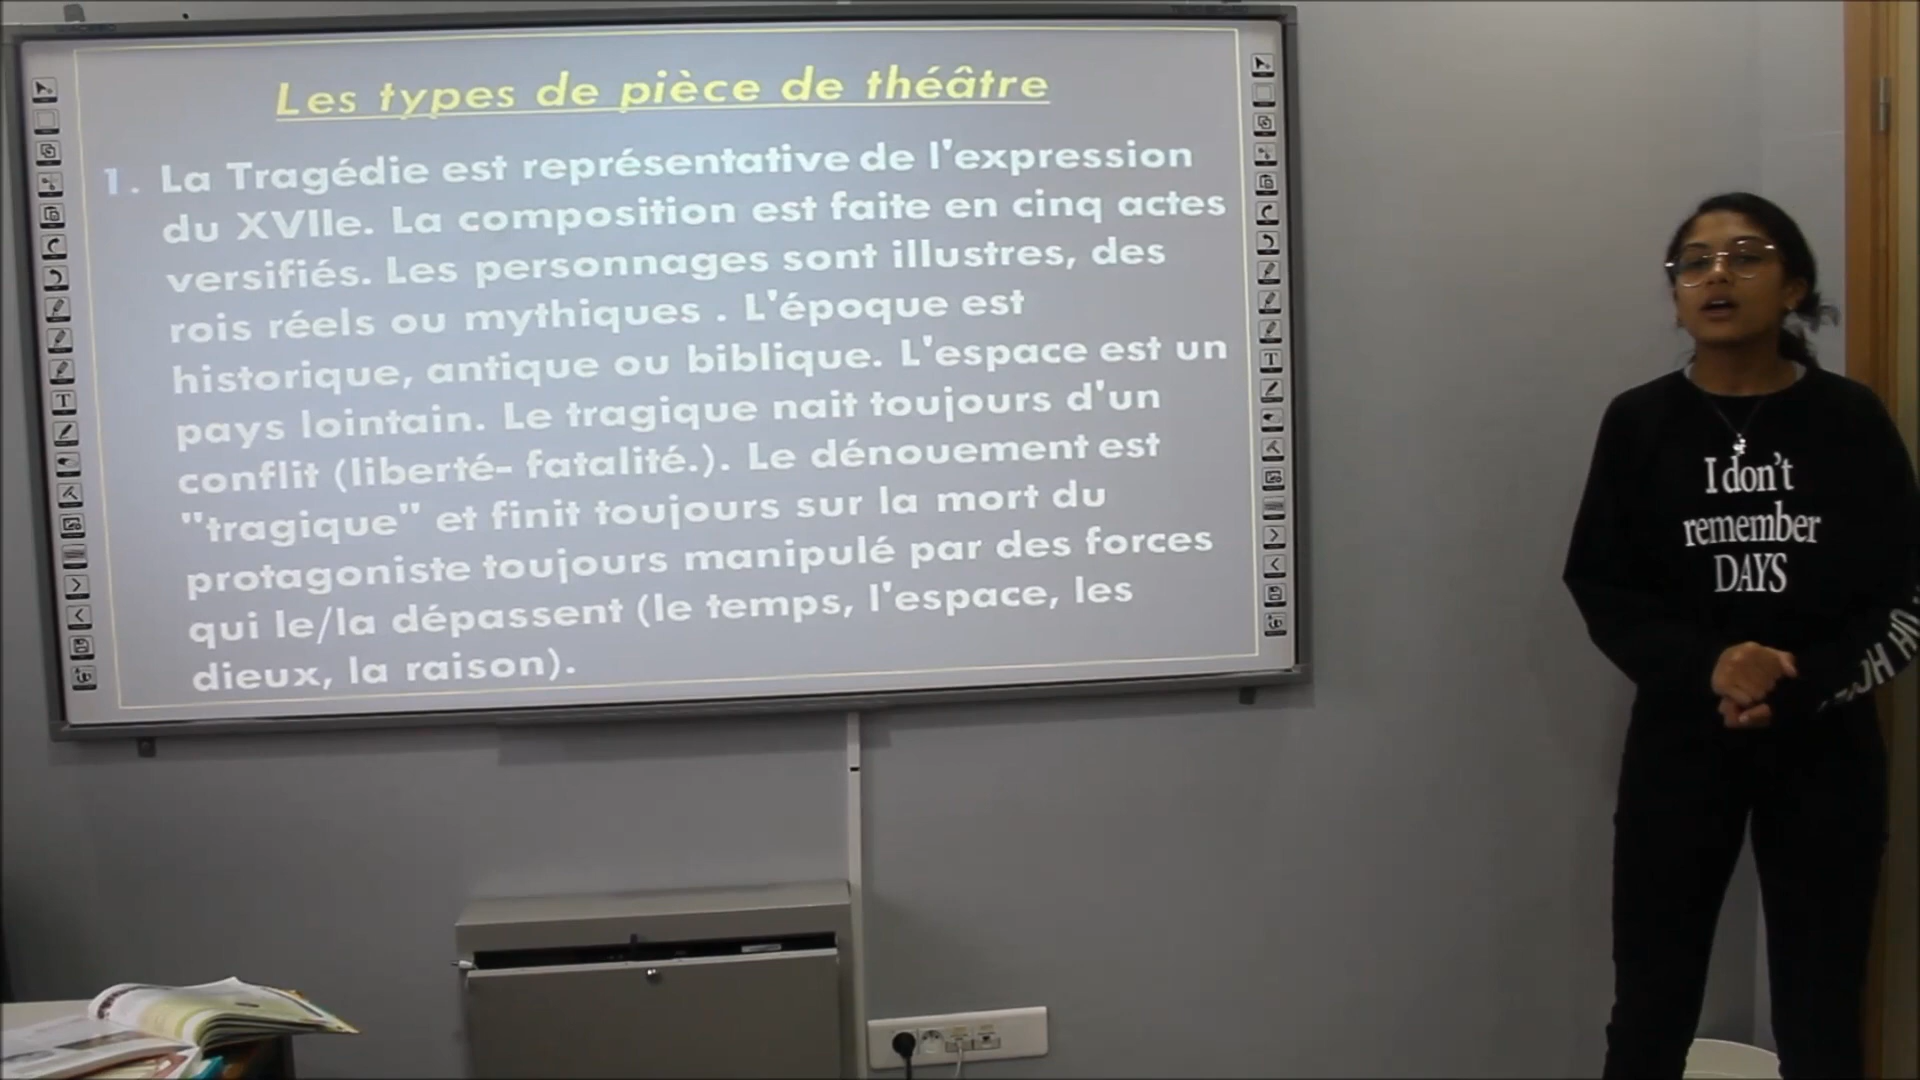 Les types de pièce de théâtre
1. La Tragédie est représentative de l'expression
du XVIIe. La composition est faite en cinq actes
versifiés. Les personnages sont illustres, des
rois réels ou mythiques . L'époque est
historique, antique ou biblique. L'espace est un
pays lointain. Le tragique nait toujours d'un
conflit (liberté- fatalité.). Le dénouement est
"tragique" et finit toujours sur la mort du
protagoniste toujours manipulé par des forces
qui le/la dépassent (le temps, l'espace, les
dieux, la raison).
I don't
remember
DAYS